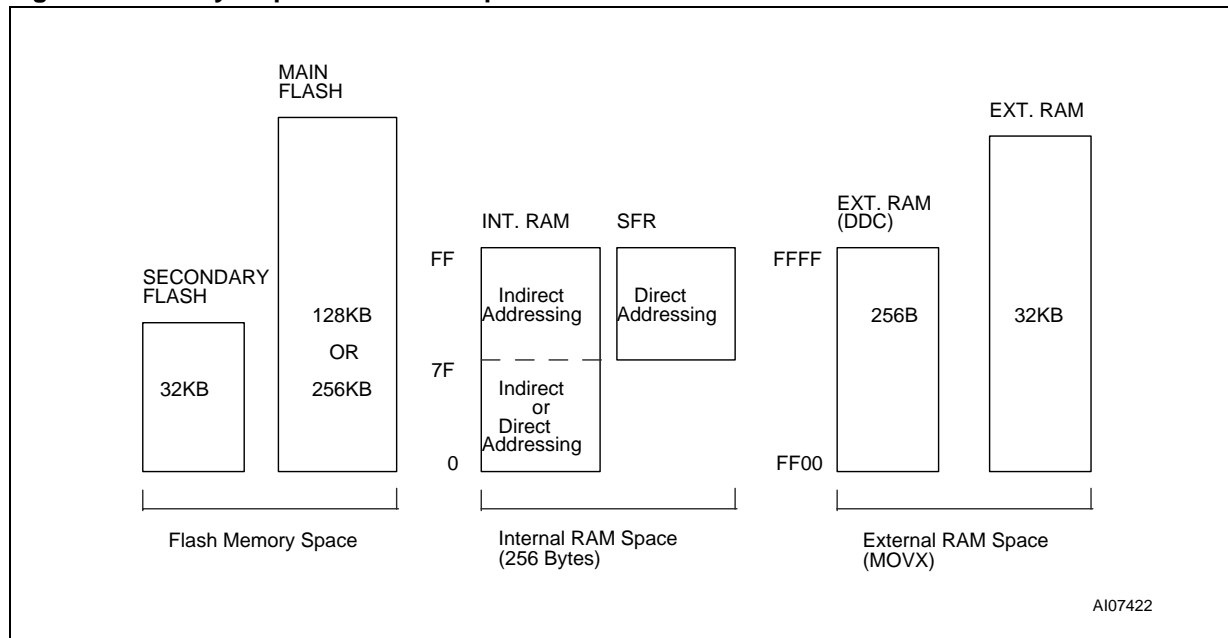 MAIN
FLASH
EXT. RAM
EXT. RAM
(DDC)
INT. RAM
SFR
FF
FFFF
SECONDARY
FLASH
Indirect
Addressing
Direct
Addressing
128KB
256B
32KB
OR
7F
32KB
256KB
Indirect
or
Direct
Addressing
0
FF00
Flash Memory Space
Internal RAM Space
(256 Bytes)
External RAM Space
(MOVX)
AI07422